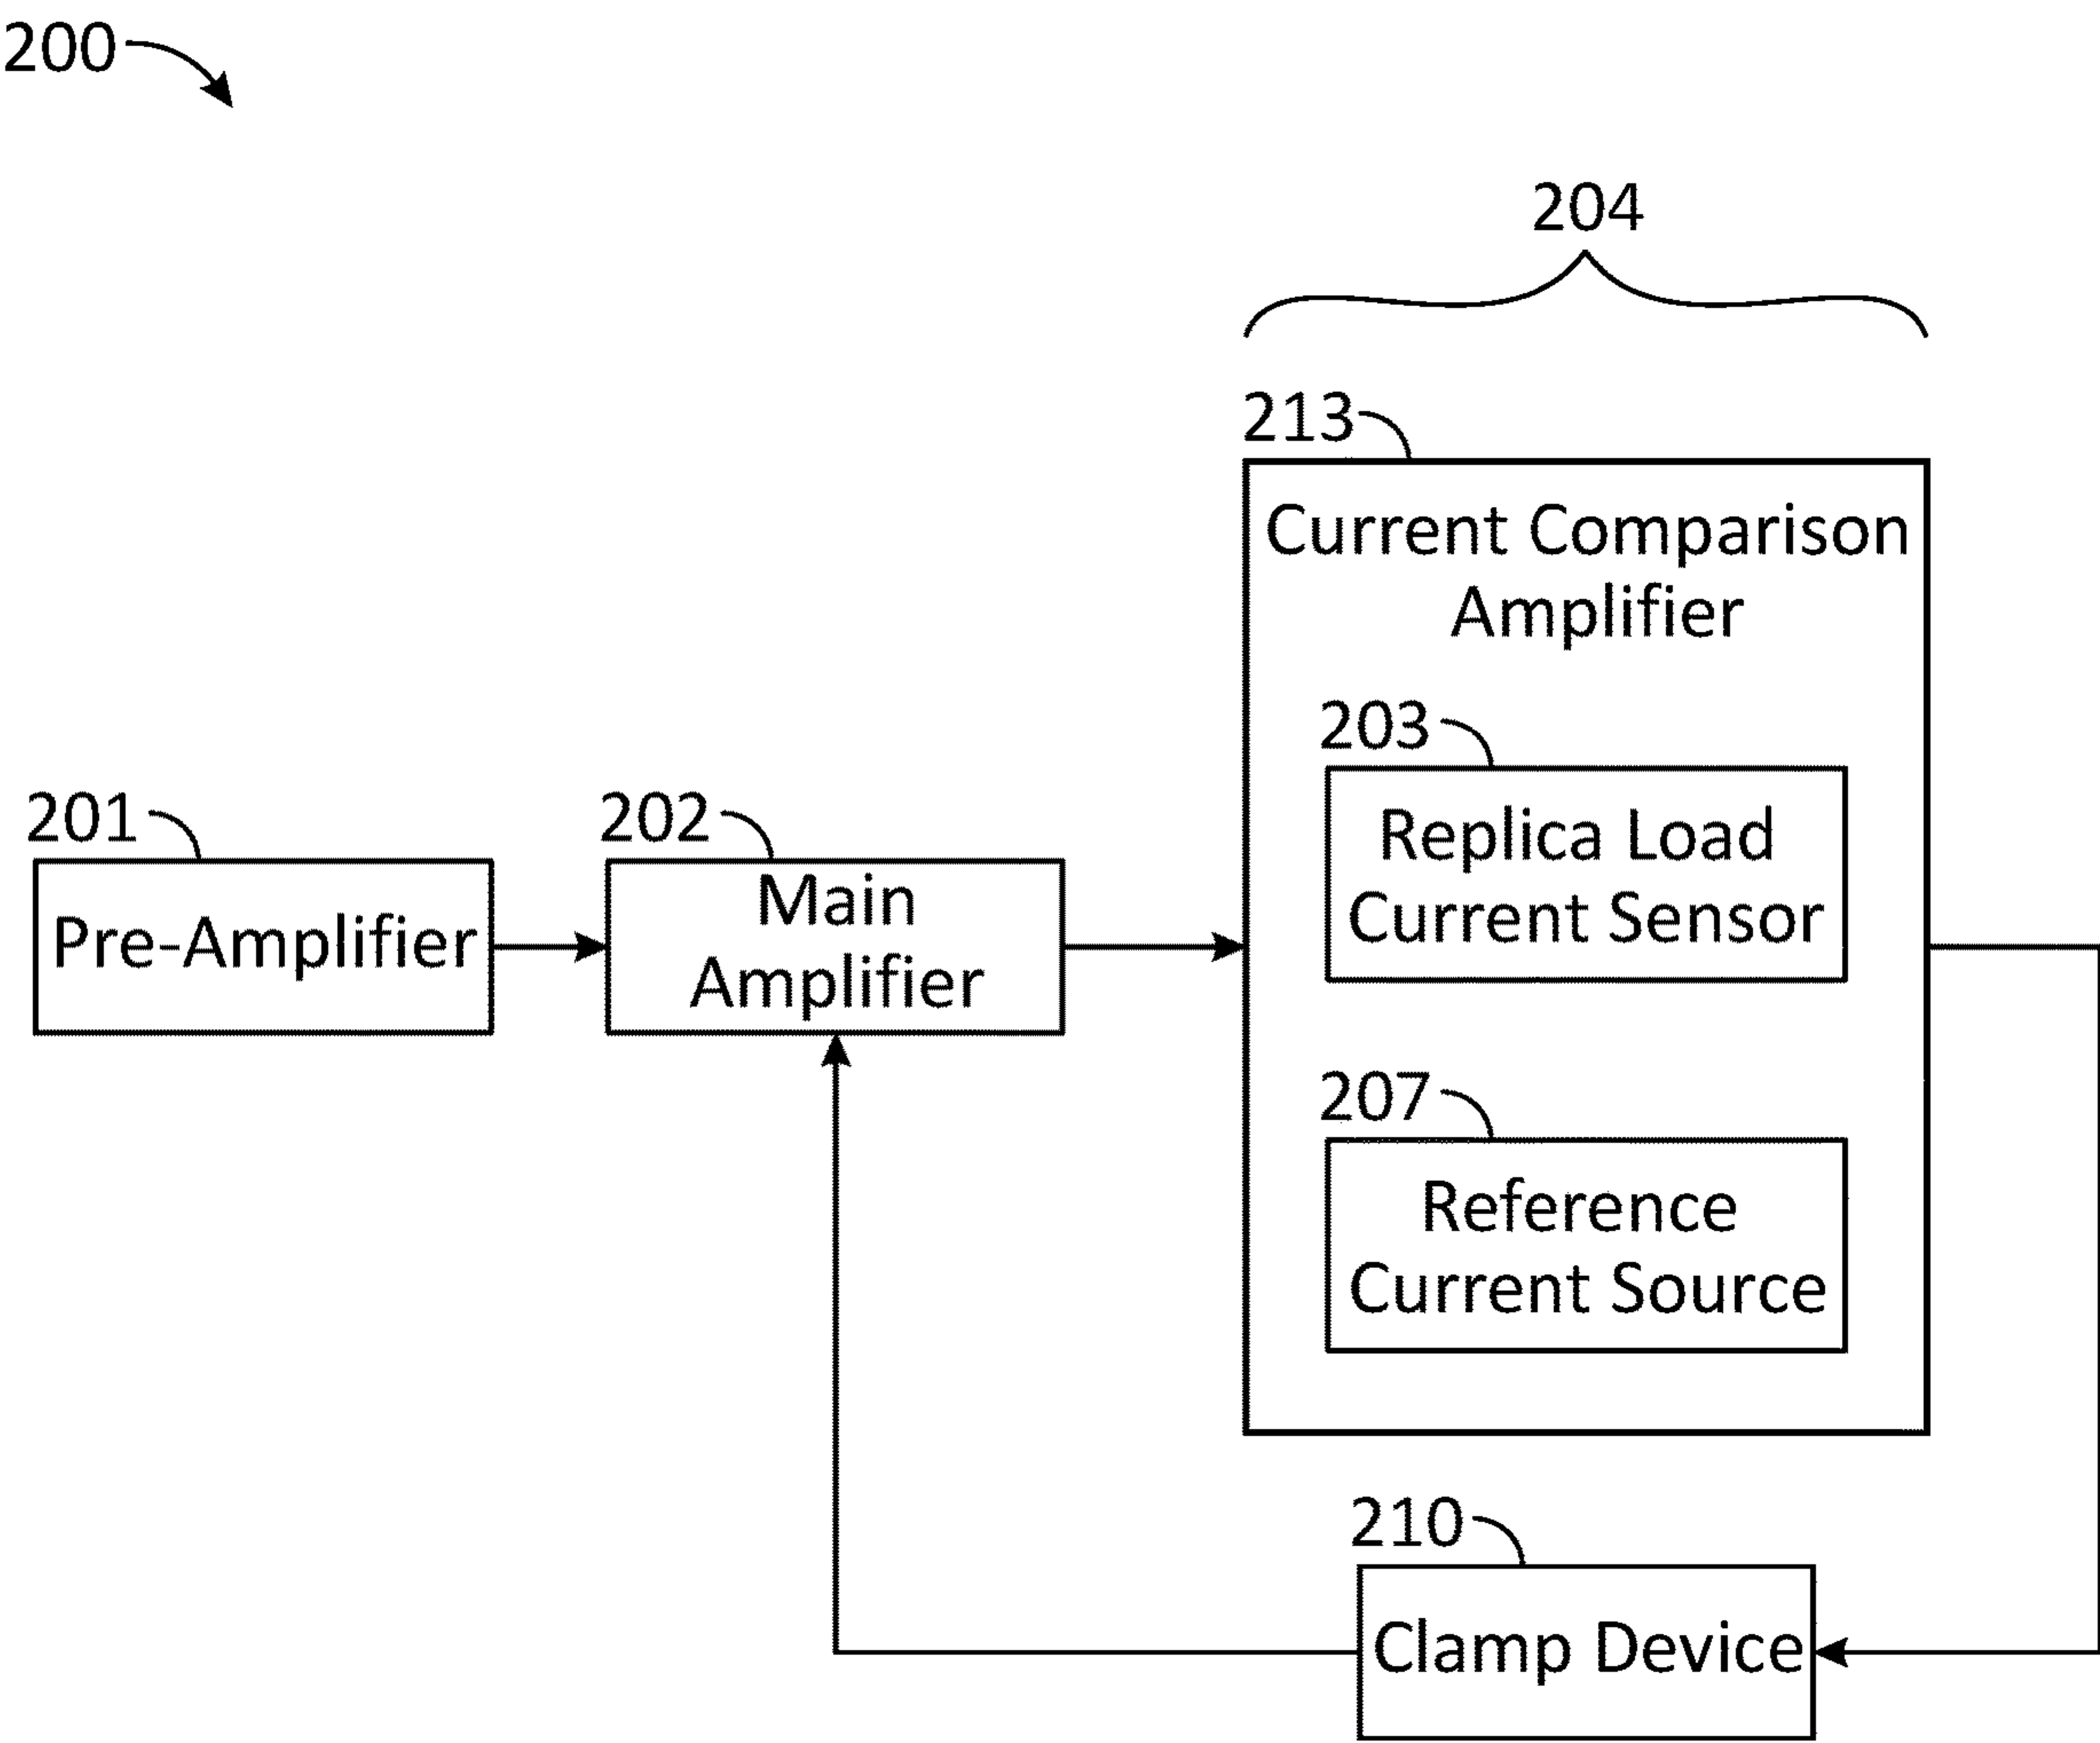 200
204
213
Current Comparison
Amplifier
203
Replica Load
Current Sensor
201
Pre-Amplifier
202
Main
Amplifier
207
Reference
Current Source
210
Clamp Device